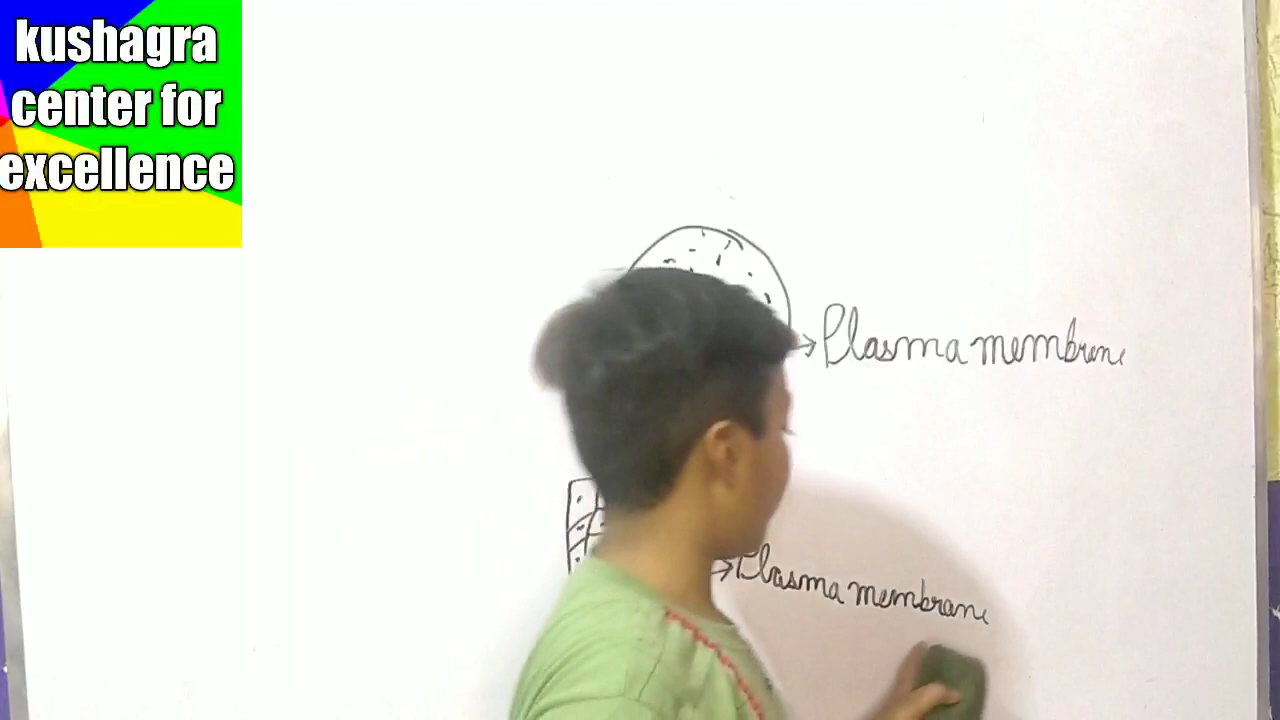 kushagra
center for
excellence
Plasma membrane
Plasma membrane